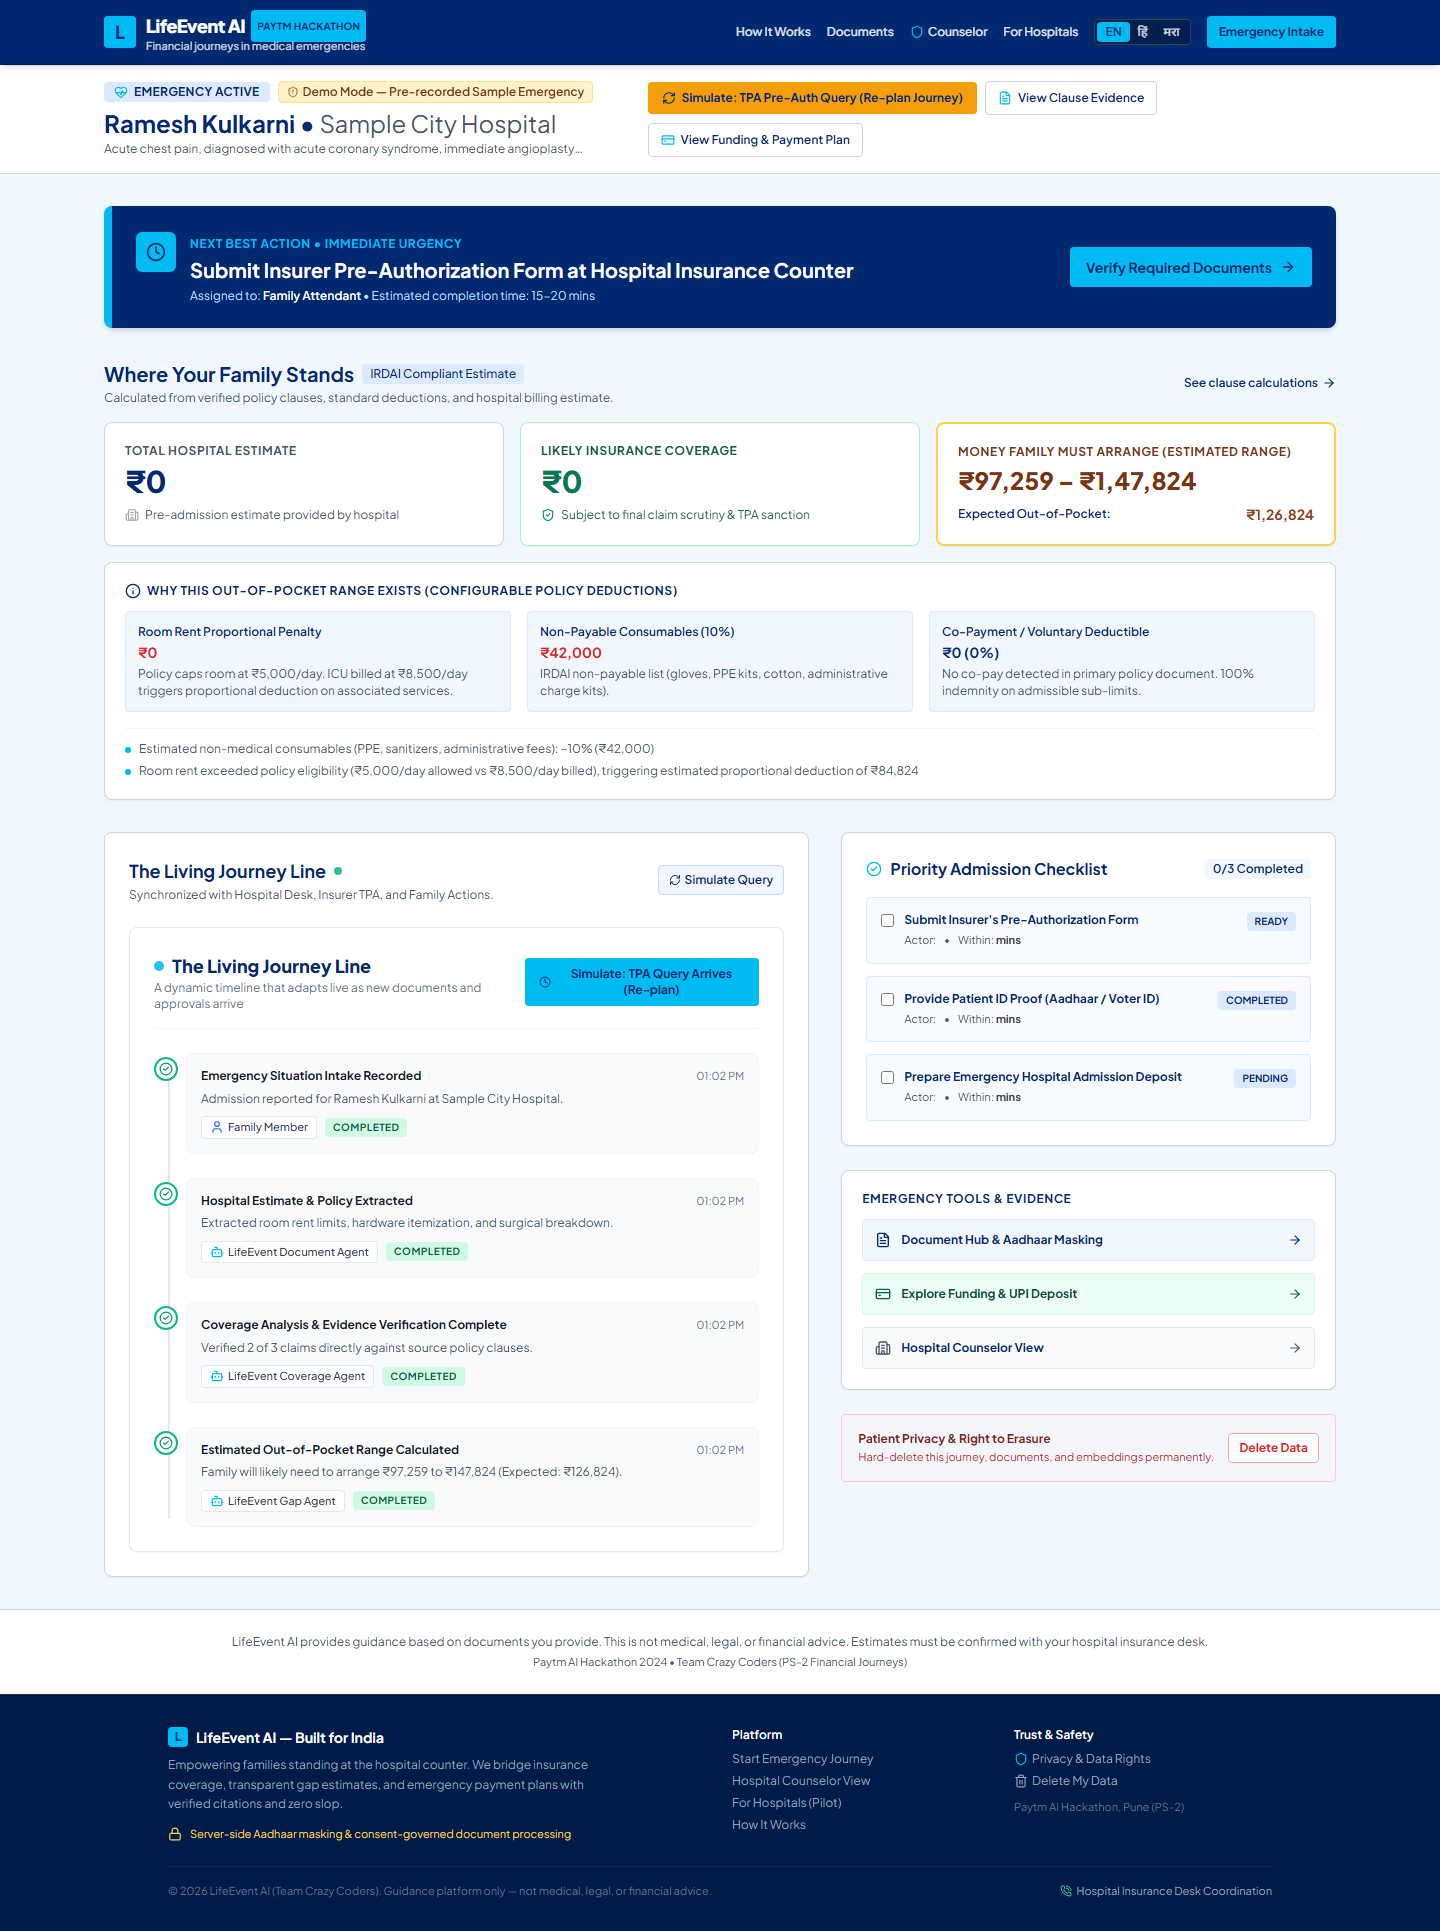 L
LifeEvent AI
PAYTM HACKATHON
Financial journeys in medical emergencies
How It Works
Documents
Counselor
For Hospitals
EN
हिं
मरा
Emergency Intake
EMERGENCY ACTIVE
Demo Mode — Pre-recorded Sample Emergency
Ramesh Kulkarni • Sample City Hospital
Acute chest pain, diagnosed with acute coronary syndrome, immediate angioplasty...
Simulate: TPA Pre-Auth Query (Re-plan Journey)
View Clause Evidence
View Funding & Payment Plan
NEXT BEST ACTION • IMMEDIATE URGENCY
Submit Insurer Pre-Authorization Form at Hospital Insurance Counter
Assigned to: Family Attendant • Estimated completion time: 15–20 mins
Verify Required Documents
Where Your Family Stands
IRDAI Compliant Estimate
Calculated from verified policy clauses, standard deductions, and hospital billing estimate.
See clause calculations
TOTAL HOSPITAL ESTIMATE
₹0
Pre-admission estimate provided by hospital
LIKELY INSURANCE COVERAGE
₹0
Subject to final claim scrutiny & TPA sanction
MONEY FAMILY MUST ARRANGE (ESTIMATED RANGE)
₹97,259 – ₹1,47,824
Expected Out-of-Pocket:
₹1,26,824
WHY THIS OUT-OF-POCKET RANGE EXISTS (CONFIGURABLE POLICY DEDUCTIONS)
Room Rent Proportional Penalty
₹0
Policy caps room at ₹5,000/day. ICU billed at ₹8,500/day
triggers proportional deduction on associated services.
Non-Payable Consumables (10%)
₹42,000
IRDAI non-payable list (gloves, PPE kits, cotton, administrative
charge kits).
Co-Payment / Voluntary Deductible
₹0 (0%)
No co-pay detected in primary policy document. 100%
indemnity on admissible sub-limits.
Estimated non-medical consumables (PPE, sanitizers, administrative fees): ~10% (₹42,000)
Room rent exceeded policy eligibility (₹5,000/day allowed vs ₹8,500/day billed), triggering estimated proportional deduction of ₹84,824
The Living Journey Line
Synchronized with Hospital Desk, Insurer TPA, and Family Actions.
Simulate Query
The Living Journey Line
A dynamic timeline that adapts live as new documents and
approvals arrive
Simulate: TPA Query Arrives
(Re-plan)
Emergency Situation Intake Recorded
01:02 PM
Admission reported for Ramesh Kulkarni at Sample City Hospital.
Family Member
COMPLETED
Hospital Estimate & Policy Extracted
01:02 PM
Extracted room rent limits, hardware itemization, and surgical breakdown.
LifeEvent Document Agent
COMPLETED
Coverage Analysis & Evidence Verification Complete
01:02 PM
Verified 2 of 3 claims directly against source policy clauses.
LifeEvent Coverage Agent
COMPLETED
Estimated Out-of-Pocket Range Calculated
01:02 PM
Family will likely need to arrange ₹97,259 to ₹147,824 (Expected: ₹126,824).
LifeEvent Gap Agent
COMPLETED
Priority Admission Checklist
0/3 Completed
Submit Insurer's Pre-Authorization Form
READY
Actor: • Within: mins
Provide Patient ID Proof (Aadhaar / Voter ID)
COMPLETED
Actor: • Within: mins
Prepare Emergency Hospital Admission Deposit
PENDING
Actor: • Within: mins
EMERGENCY TOOLS & EVIDENCE
Document Hub & Aadhaar Masking
Explore Funding & UPI Deposit
Hospital Counselor View
Patient Privacy & Right to Erasure
Hard-delete this journey, documents, and embeddings permanently.
Delete Data
LifeEvent AI provides guidance based on documents you provide. This is not medical, legal, or financial advice. Estimates must be confirmed with your hospital insurance desk.
Paytm AI Hackathon 2024 • Team Crazy Coders (PS-2 Financial Journeys)
L
LifeEvent AI — Built for India
Empowering families standing at the hospital counter. We bridge insurance
coverage, transparent gap estimates, and emergency payment plans with
verified citations and zero slop.
Server-side Aadhaar masking & consent-governed document processing
Platform
Start Emergency Journey
Hospital Counselor View
For Hospitals (Pilot)
How It Works
Trust & Safety
Privacy & Data Rights
Delete My Data
Paytm AI Hackathon, Pune (PS-2)
© 2026 LifeEvent AI (Team Crazy Coders). Guidance platform only — not medical, legal, or financial advice.
Hospital Insurance Desk Coordination